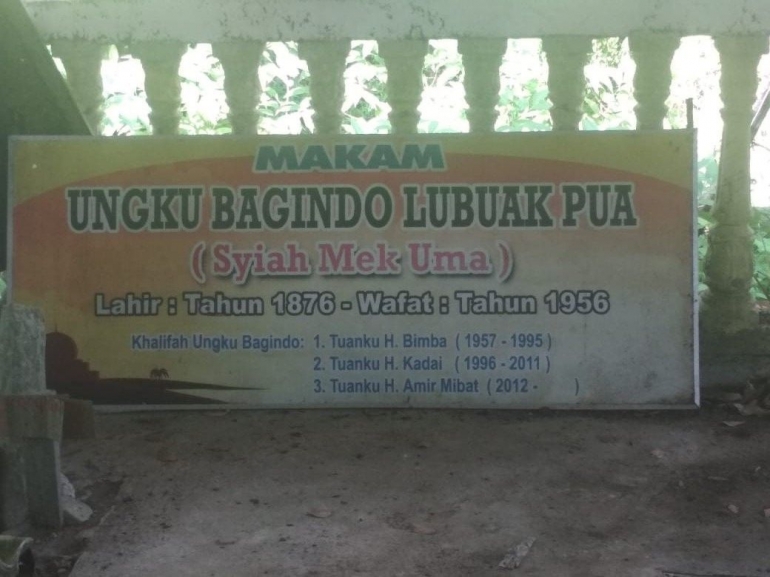 MAKAM
UNGKU BAGINDO LUBUAK PUA
( Syiah Mek Uma )
Lahir : Tahun 1876 - Wafat : Tahun 1956
Khalifah Ungku Bagindo: 1. Tuanku H. Bimba ( 1957 - 1995 )
2. Tuanku H. Kadai ( 1996 - 2011 )
3. Tuanku H. Amir Mibat ( 2012 - )